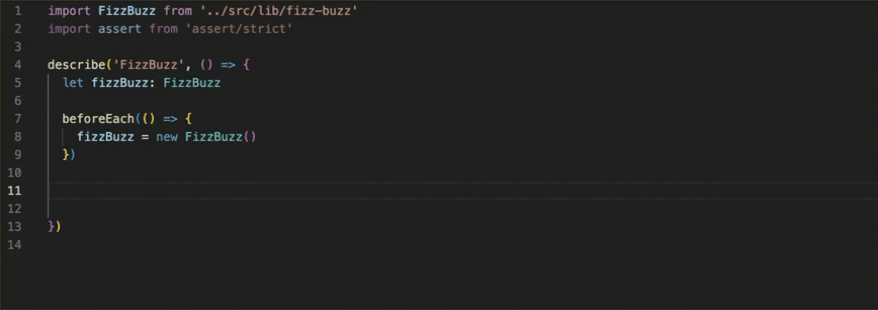 1 import FizzBuzz from '../src/lib/fizz-buzz'
2 import assert from 'assert/strict'
3
4 describe('FizzBuzz', () => {
5 let fizzBuzz: FizzBuzz
6
7 beforeEach(() => {
8 fizzBuzz = new FizzBuzz()
9 })
10
11
12
13 })
14